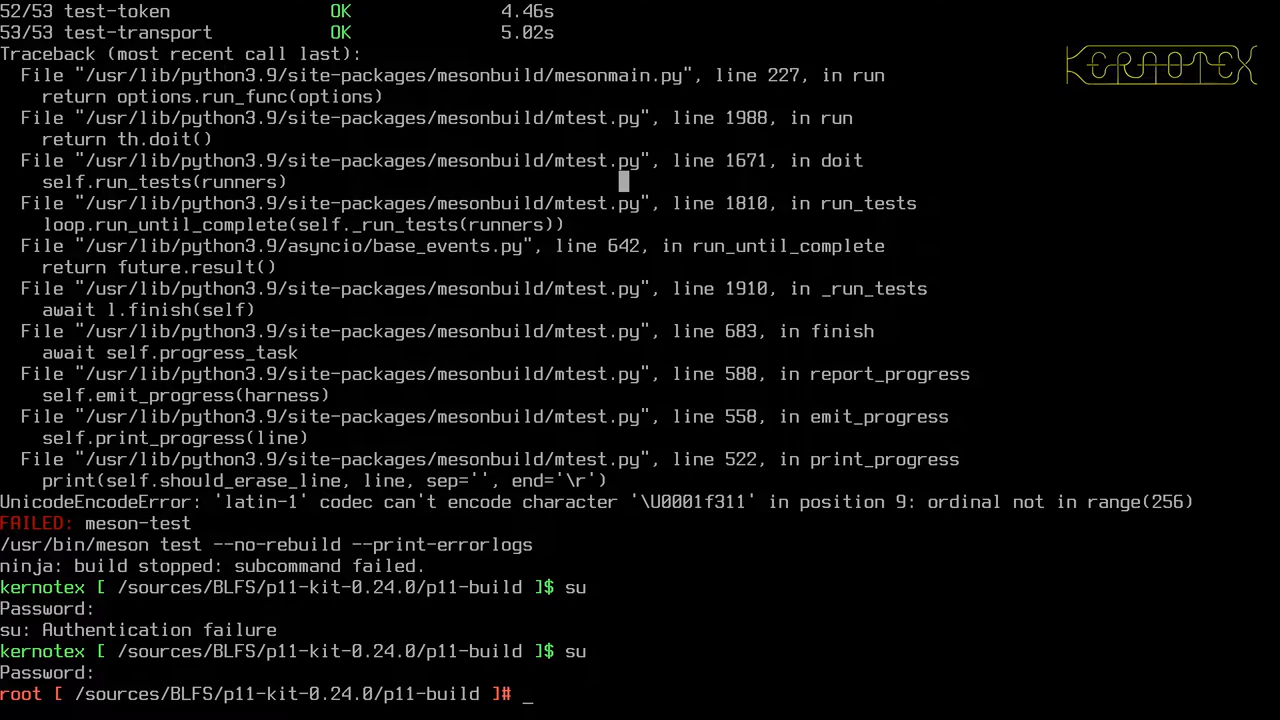 52/53 test-token OK 4.46s
53/53 test-transport OK 5.02s
Traceback (most recent call last):
  File "/usr/lib/python3.9/site-packages/mesonbuild/mesonmain.py", line 227, in run
    return options.run_func(options)
  File "/usr/lib/python3.9/site-packages/mesonbuild/mtest.py", line 1988, in run
    return th.doit()
  File "/usr/lib/python3.9/site-packages/mesonbuild/mtest.py", line 1671, in doit
    self.run_tests(runners)
  File "/usr/lib/python3.9/site-packages/mesonbuild/mtest.py", line 1810, in run_tests
    loop.run_until_complete(self._run_tests(runners))
  File "/usr/lib/python3.9/asyncio/base_events.py", line 642, in run_until_complete
    return future.result()
  File "/usr/lib/python3.9/site-packages/mesonbuild/mtest.py", line 1910, in _run_tests
    await l.finish(self)
  File "/usr/lib/python3.9/site-packages/mesonbuild/mtest.py", line 683, in finish
    await self.progress_task
  File "/usr/lib/python3.9/site-packages/mesonbuild/mtest.py", line 588, in report_progress
    self.emit_progress(harness)
  File "/usr/lib/python3.9/site-packages/mesonbuild/mtest.py", line 558, in emit_progress
    self.print_progress(line)
  File "/usr/lib/python3.9/site-packages/mesonbuild/mtest.py", line 522, in print_progress
    print(self.should_erase_line, line, sep='', end='\r')
UnicodeEncodeError: 'latin-1' codec can't encode character '\U0001f311' in position 9: ordinal not in range(256)
FAILED: meson-test
/usr/bin/meson test --no-rebuild --print-errorlogs
ninja: build stopped: subcommand failed.
kernotex [ /sources/BLFS/p11-kit-0.24.0/p11-build ]$ su
Password:
su: Authentication failure
kernotex [ /sources/BLFS/p11-kit-0.24.0/p11-build ]$ su
Password:
root [ /sources/BLFS/p11-kit-0.24.0/p11-build ]# _
KERNOTEX